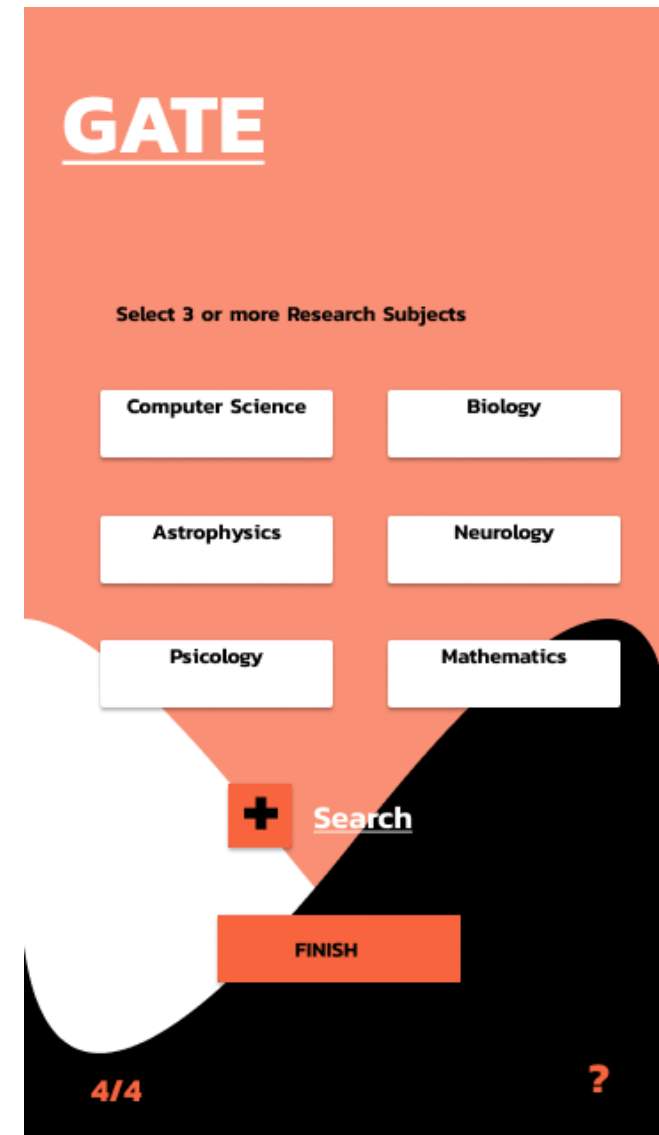 GATE
Select 3 or more Research Subjects
Computer Science
Biology
Astrophysics
Neurology
Psicology
Mathematics
+ Search
FINISH
4/4
?